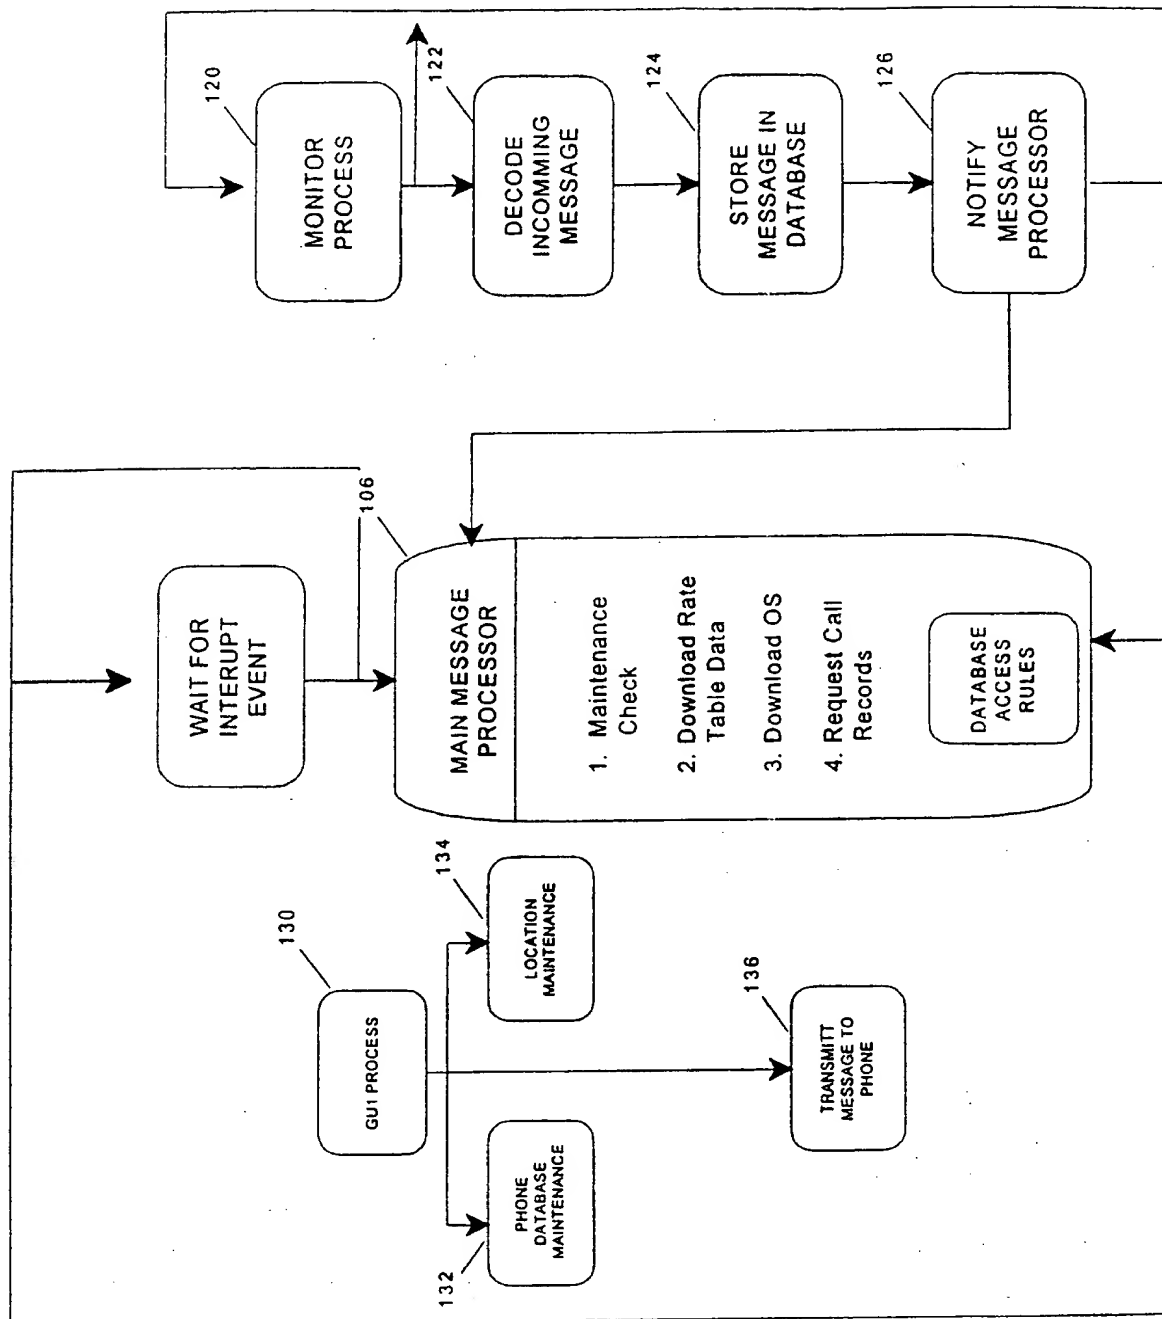 130
GUI PROCESS
132
PHONE
DATABASE
MAINTENANCE
134
LOCATION
MAINTENANCE
136
TRANSMITT
MESSAGE TO
PHONE
WAIT FOR
INTERUPT
EVENT
106
MAIN MESSAGE
PROCESSOR
1. Maintenance
Check
2. Download Rate
Table Data
3. Download OS
4. Request Call
Records
DATABASE
ACCESS
RULES
120
MONITOR
PROCESS
122
DECODE
INCOMMING
MESSAGE
124
STORE
MESSAGE IN
DATABASE
126
NOTIFY
MESSAGE
PROCESSOR